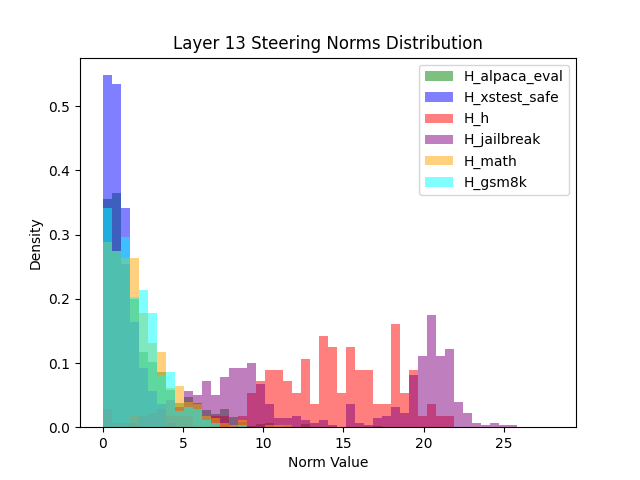 Layer 13 Steering Norms Distribution
H_alpaca_eval
H_xstest_safe
H_h
H_jailbreak
H_math
H_gsm8k
Density
0.5
0.4
0.3
0.2
0.1
0.0
0
5
10
15
20
25
Norm Value